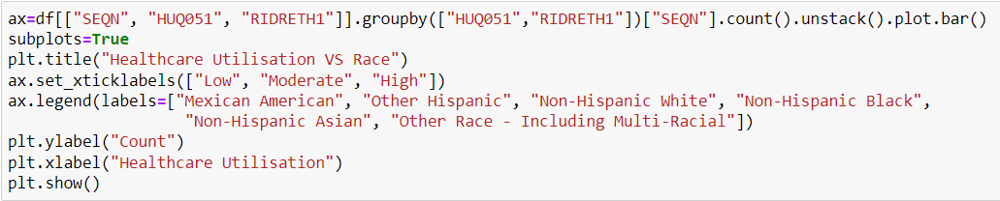 ax=df[["SEQN", "HUQ051", "RIDRETH1"]].groupby(["HUQ051","RIDRETH1"])["SEQN"].count().unstack().plot.bar()
subplots=True
plt.title("Healthcare Utilisation VS Race")
ax.set_xticklabels(["Low", "Moderate", "High"])
ax.legend(labels=["Mexican American", "Other Hispanic", "Non-Hispanic White", "Non-Hispanic Black",
                  "Non-Hispanic Asian", "Other Race - Including Multi-Racial"])
plt.ylabel("Count")
plt.xlabel("Healthcare Utilisation")
plt.show()